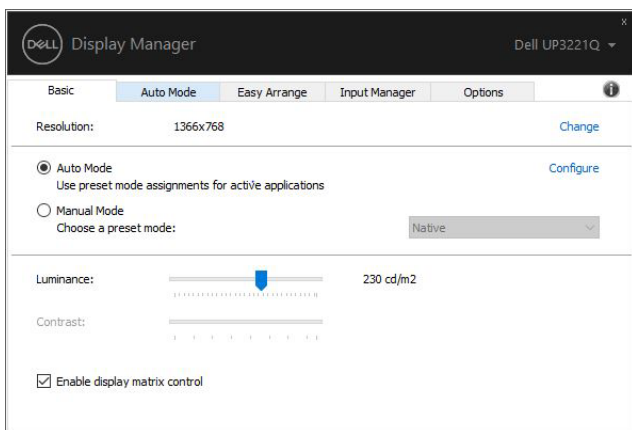 x
DELL Display Manager Dell UP3221Q
Basic Auto Mode Easy Arrange Input Manager Options i
Resolution: 1366x768 Change
Auto Mode Configure
Use preset mode assignments for active applications
Manual Mode
Choose a preset mode: Native
Luminance: 230 cd/m2
Contrast:
Enable display matrix control